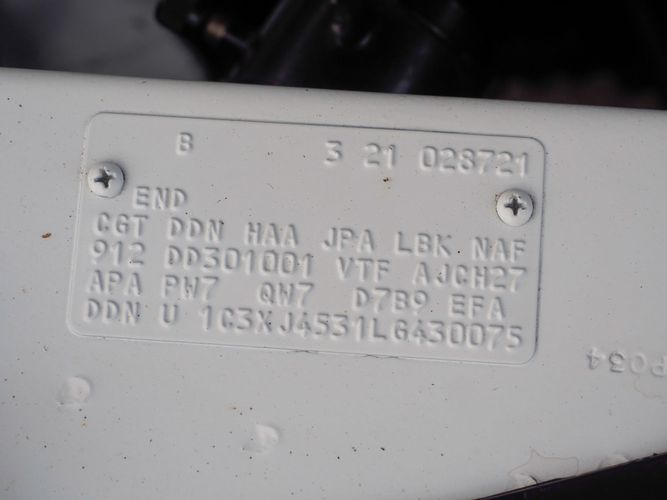 B 3 21 028721
END
CGT DDN HAA JPA LBK NAF
912 DD301001 VTF AJCH27
APA PW7 QW7 D7B9 EFA
DDN U 1C3XJ4531LG430075
P034